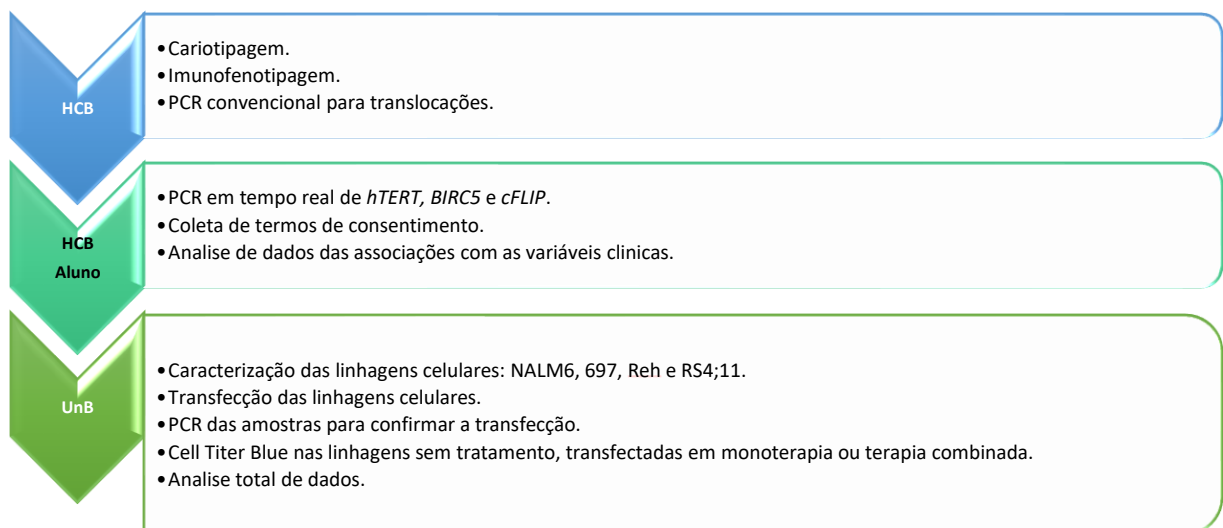 HCB
•Cariotipagem.
•Imunofenotipagem.
•PCR convencional para translocações.
HCB
Aluno
•PCR em tempo real de hTERT, BIRC5 e cFLIP.
•Coleta de termos de consentimento.
•Analise de dados das associações com as variáveis clinicas.
UnB
•Caracterização das linhagens celulares: NALM6, 697, Reh e RS4;11.
•Transfecção das linhagens celulares.
•PCR das amostras para confirmar a transfecção.
•Cell Titer Blue nas linhagens sem tratamento, transfectadas em monoterapia ou terapia combinada.
•Analise total de dados.